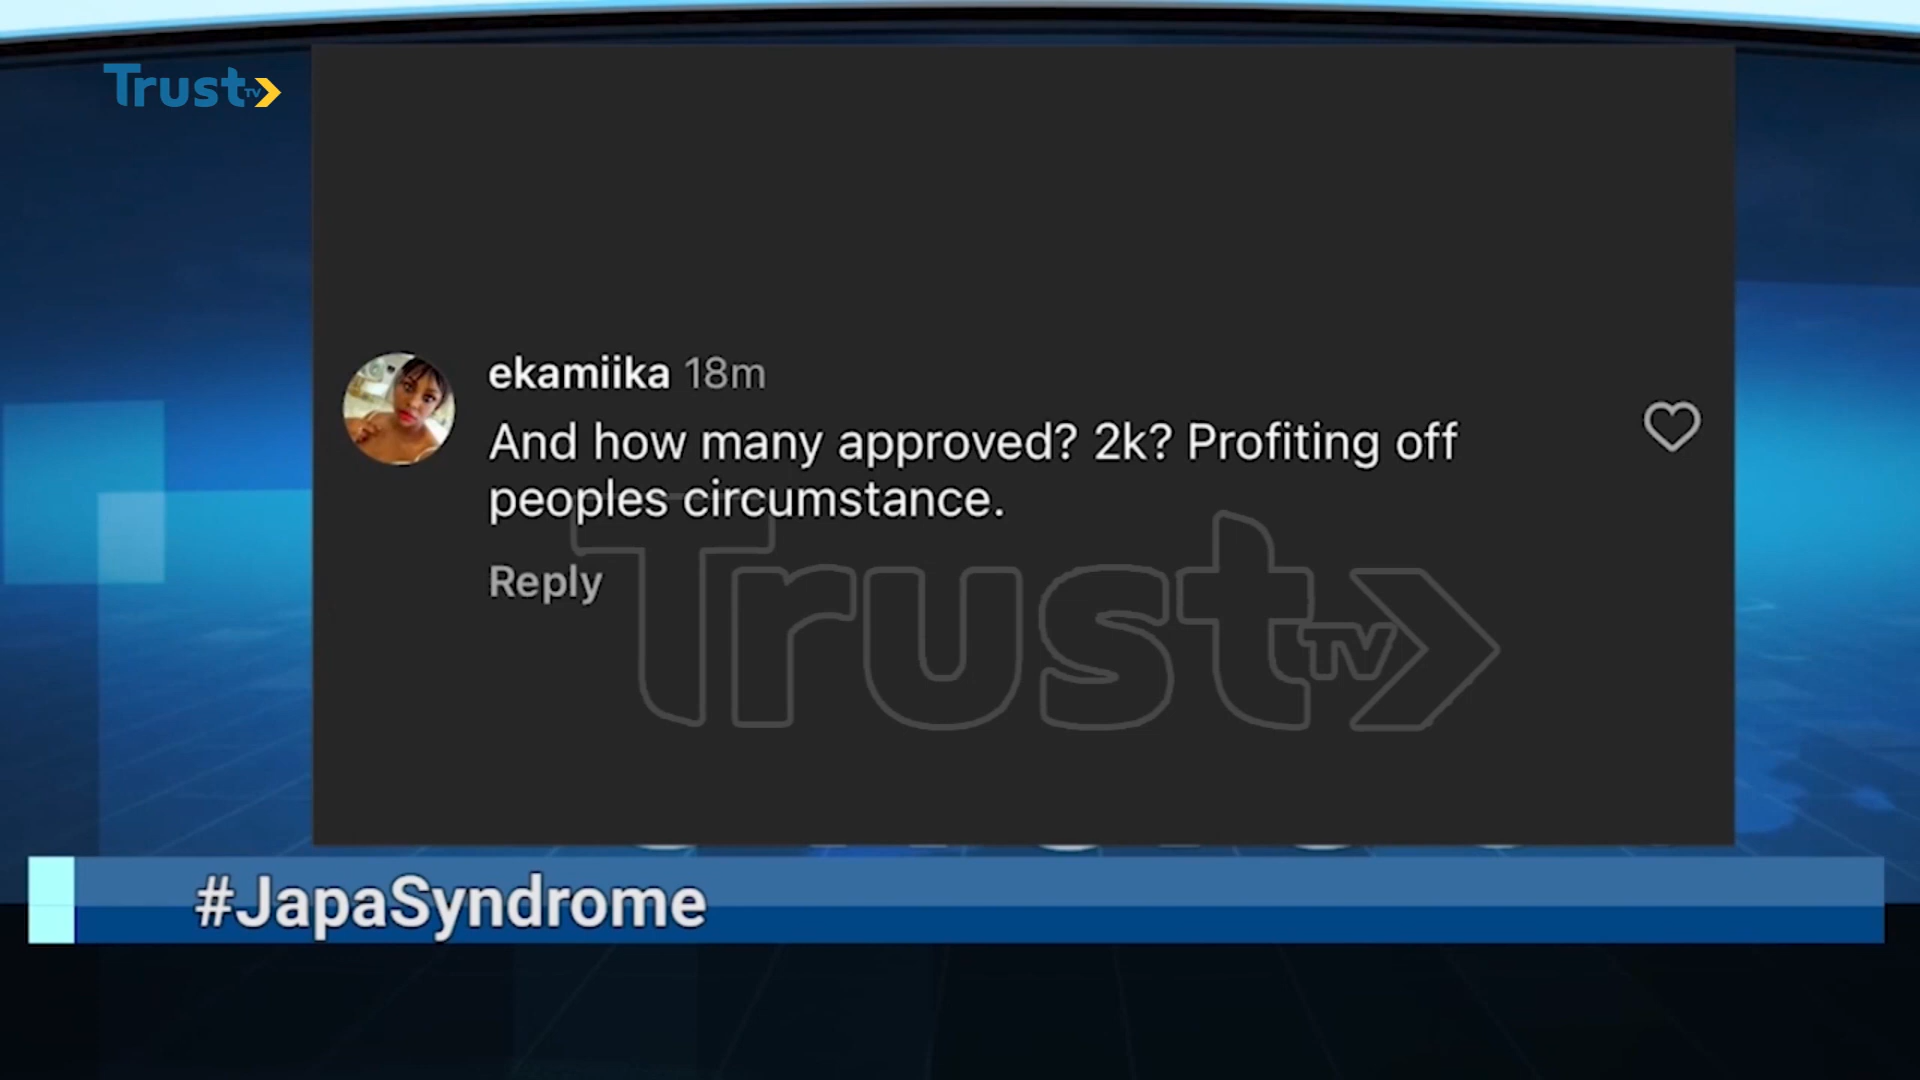 Trust TV
ekamiika 18m
And how many approved? 2k? Profiting off
peoples circumstance.
Reply
Trust TV
#JapaSyndrome